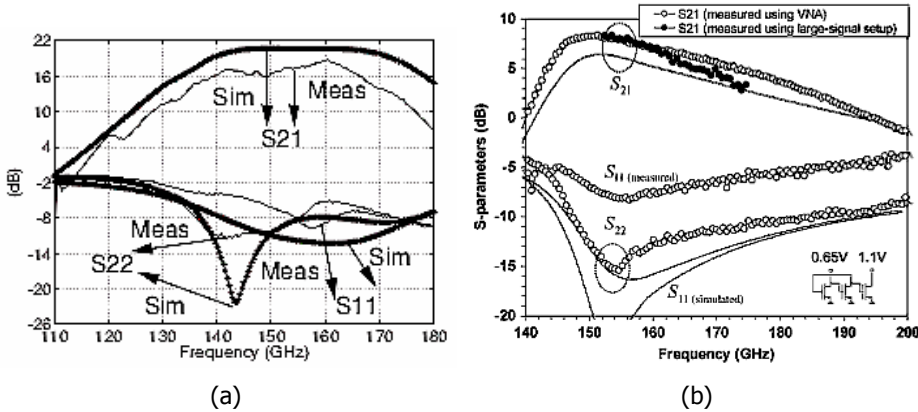 22
16
10
4
-2
-8
-14
-20
-26
(dB)
Sim
Meas
S21
Meas
S22
Sim
Meas
Sim
S11
110 120 130 140 150 160 170 180
Frequency (GHz)
(a)
S21 (measured using VNA)
S21 (measured using large-signal setup)
10
5
0
-5
-10
-15
-20
S-parameters (dB)
S21
S11 (measured)
S22
S11 (simulated)
0.65V 1.1V
140 150 160 170 180 190 200
Frequency (GHz)
(b)